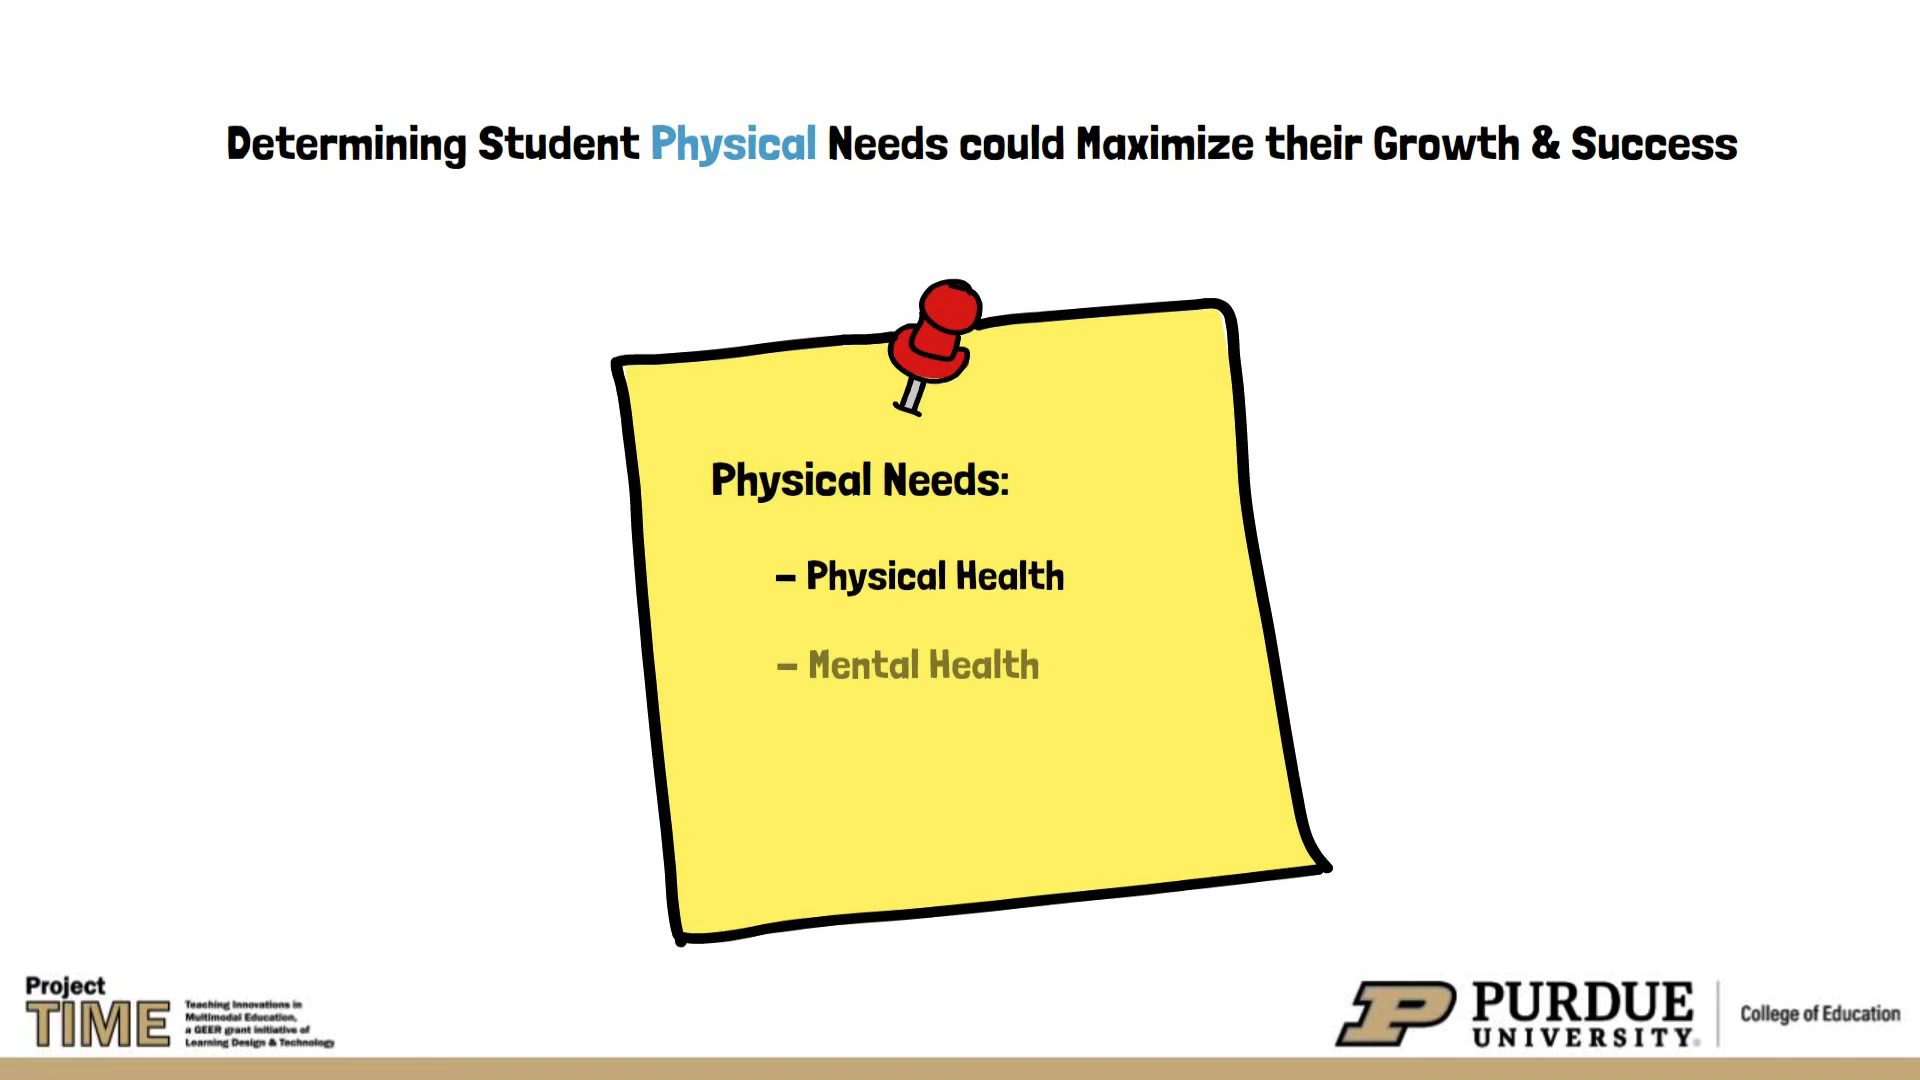 Determining Student Physical Needs could Maximize their Growth & Success
Physical Needs:
– Physical Health
– Mental Health
Project
TIME
Teaching Innovations in
Multimodal Education,
a GEER grant initiative of
Learning Design & Technology
PURDUE
UNIVERSITY®
College of Education